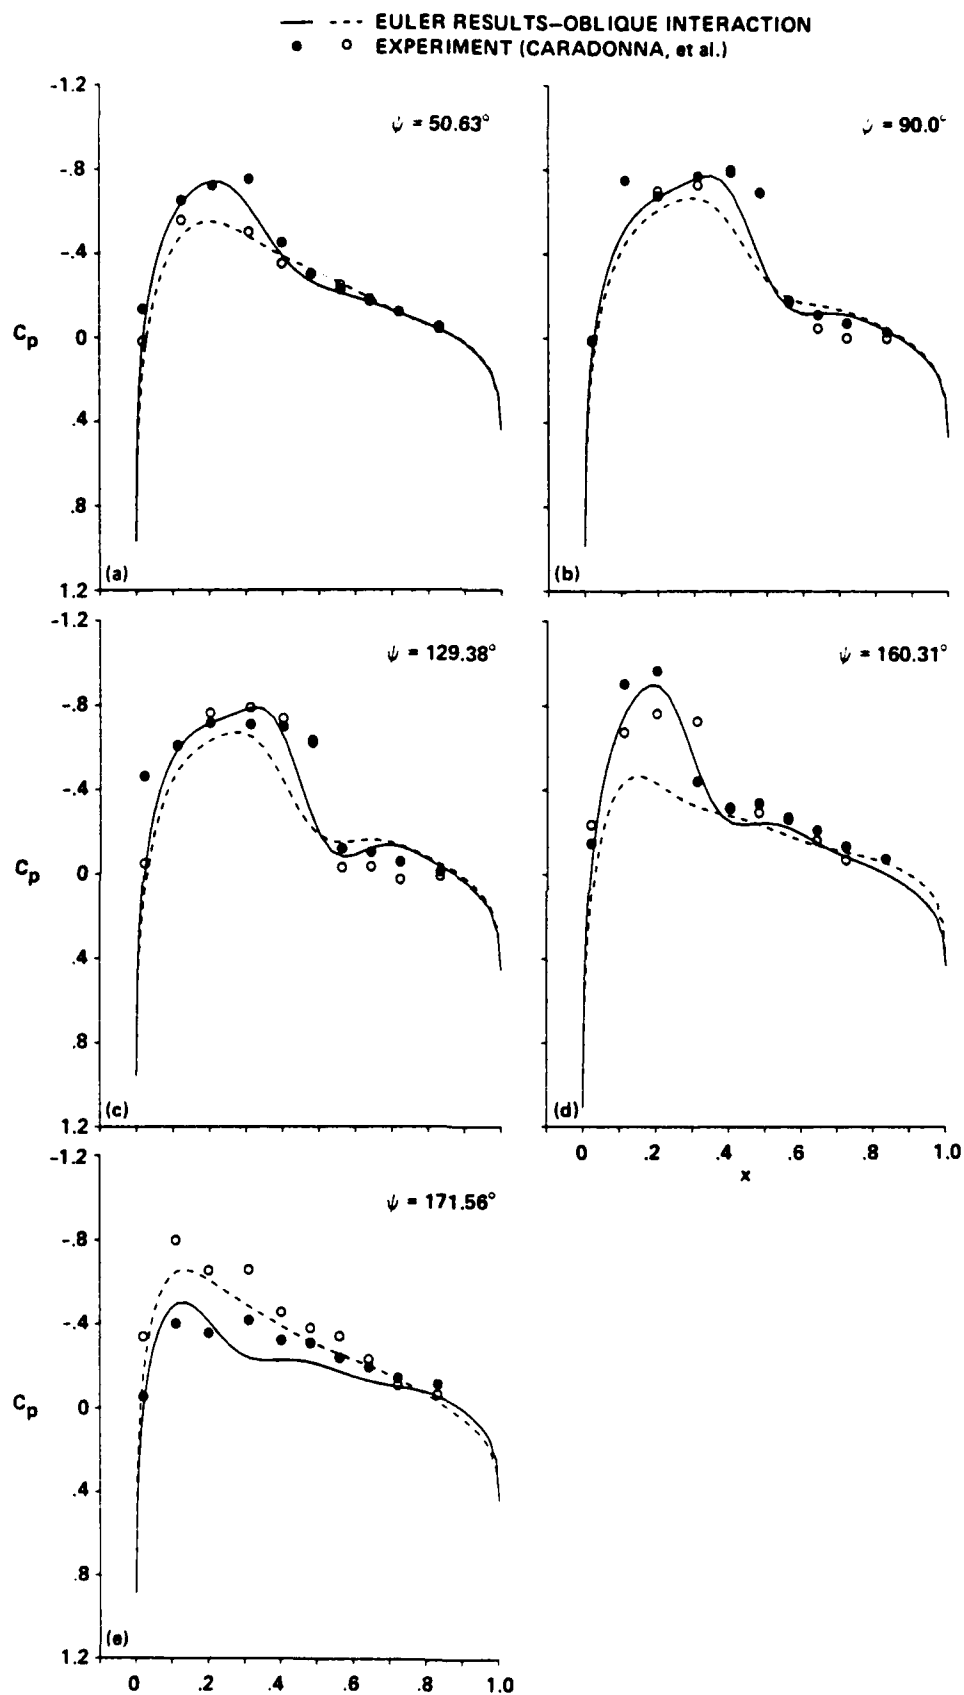 EULER RESULTS–OBLIQUE INTERACTION
EXPERIMENT (CARADONNA, et al.)
-1.2
-.8
-.4
0
.4
.8
1.2
Cp
ψ = 50.63°
(a)
ψ = 90.0°
(b)
-1.2
-.8
-.4
0
.4
.8
1.2
Cp
ψ = 129.38°
(c)
ψ = 160.31°
(d)
0 .2 .4 .6 .8 1.0
x
-1.2
-.8
-.4
0
.4
.8
1.2
Cp
ψ = 171.56°
(e)
0 .2 .4 .6 .8 1.0